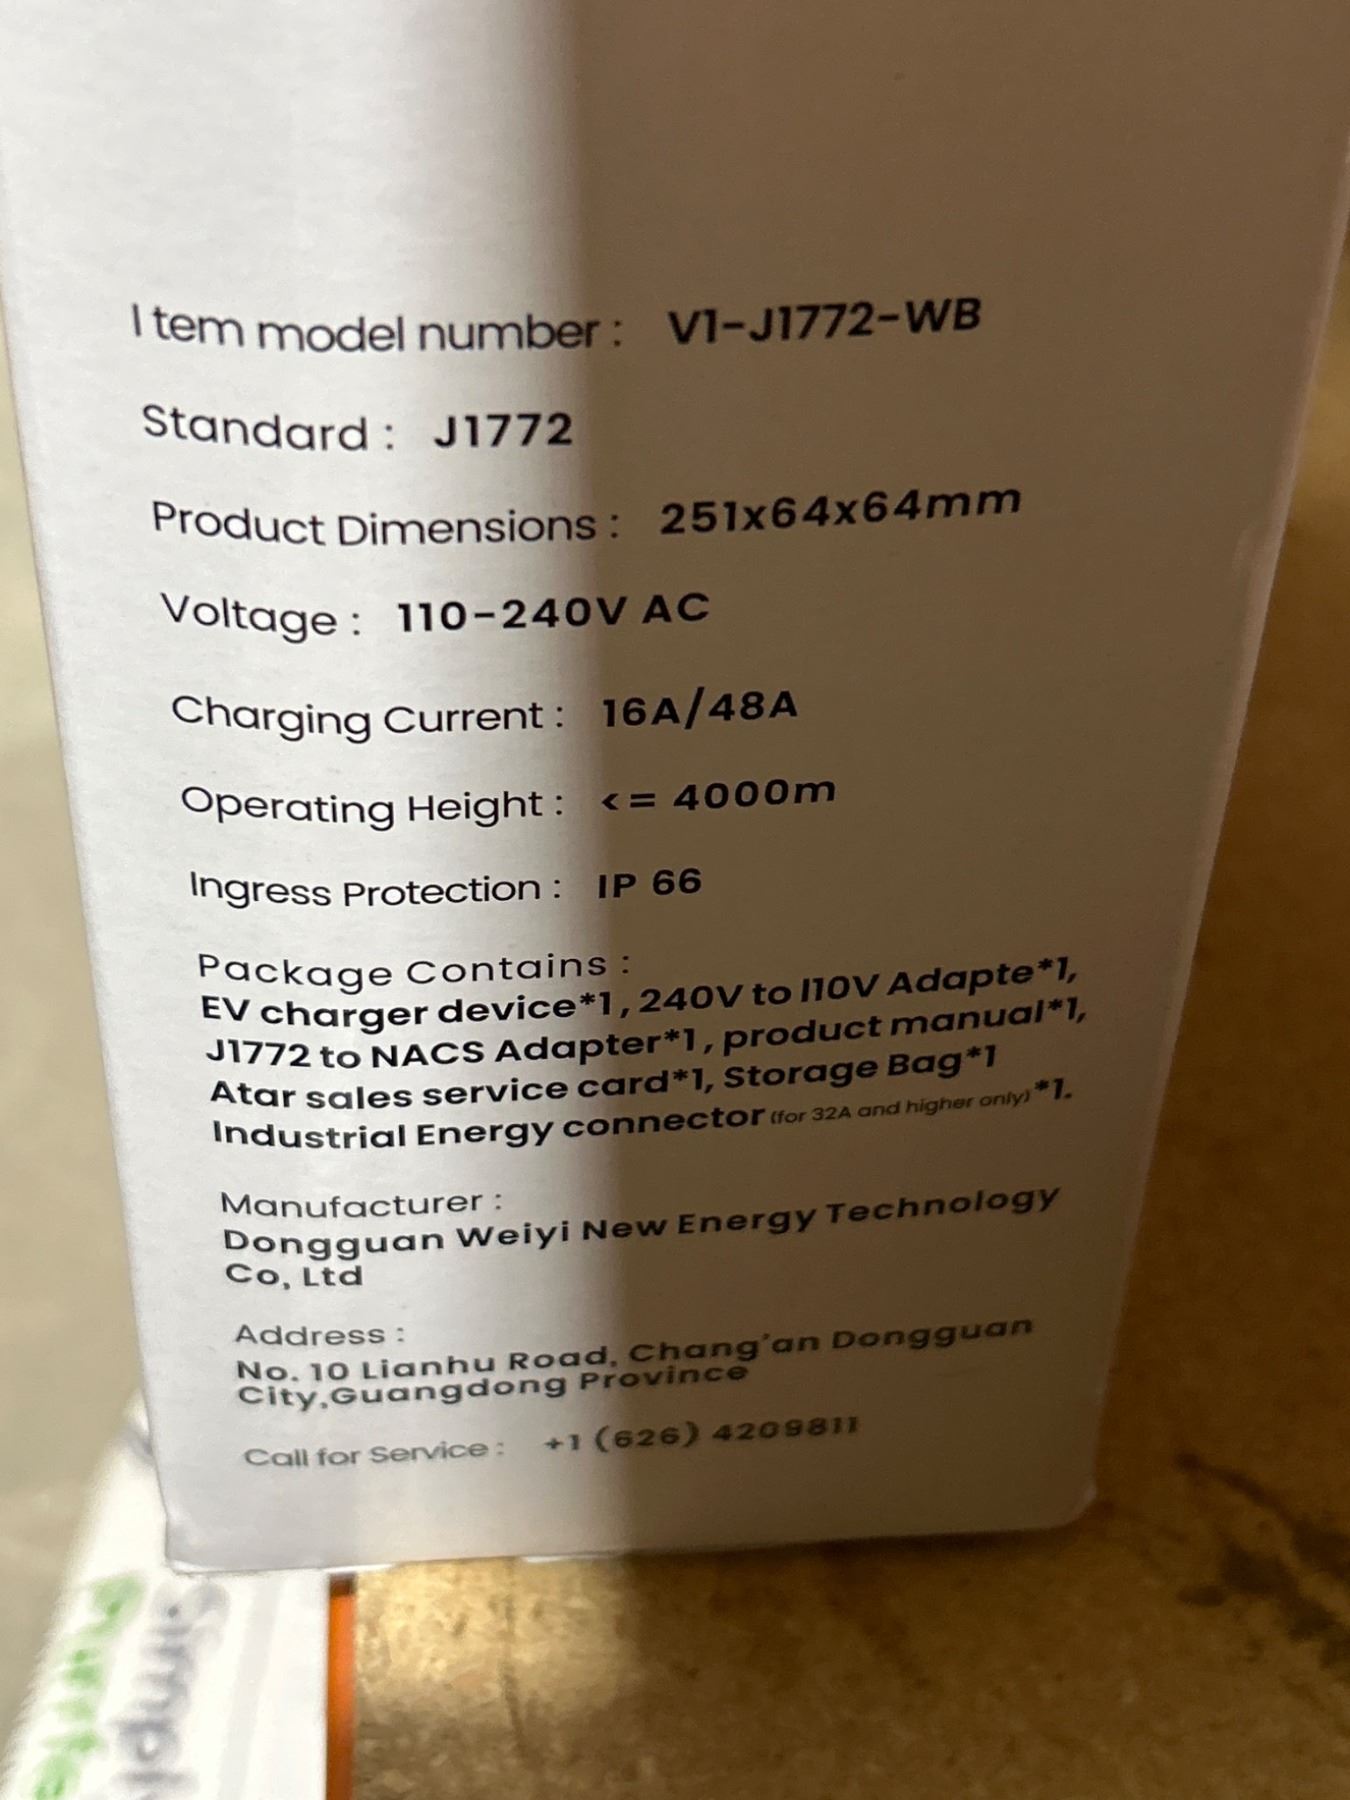 I tem model number : V1-J1772-WB
Standard : J1772
Product Dimensions : 251x64x64mm
Voltage : 110-240V AC
Charging Current : 16A/48A
Operating Height : <= 4000m
Ingress Protection : IP 66
Package Contains :
EV charger device*1, 240V to 110V Adapte*1,
J1772 to NACS Adapter*1, product manual*1,
Atar sales service card*1, Storage Bag*1
Industrial Energy connector (for 32A and higher only) *1.
Manufacturer :
Dongguan Weiyi New Energy Technology
Co, Ltd
Address :
No. 10 Lianhu Road, Chang'an Dongguan
City,Guangdong Province
Call for Service : +1 (626) 4209811